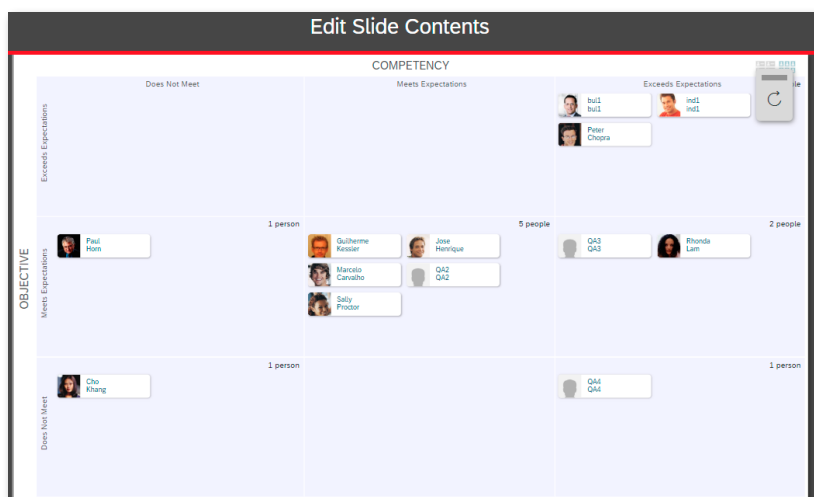 Edit Slide Contents
COMPETENCY
Does Not Meet
Meets Expectations
Exceeds Expectations
OBJECTIVE
Exceeds Expectations
bul1
bul1
ind1
ind1
Peter
Chopra
Meets Expectations
1 person
Paul
Horn
5 people
Guilherme
Kessler
Jose
Henrique
Marcelo
Carvalho
QA2
QA2
Sally
Proctor
2 people
QA3
QA3
Rhonda
Lam
Does Not Meet
1 person
Cho
Khang
1 person
QA4
QA4